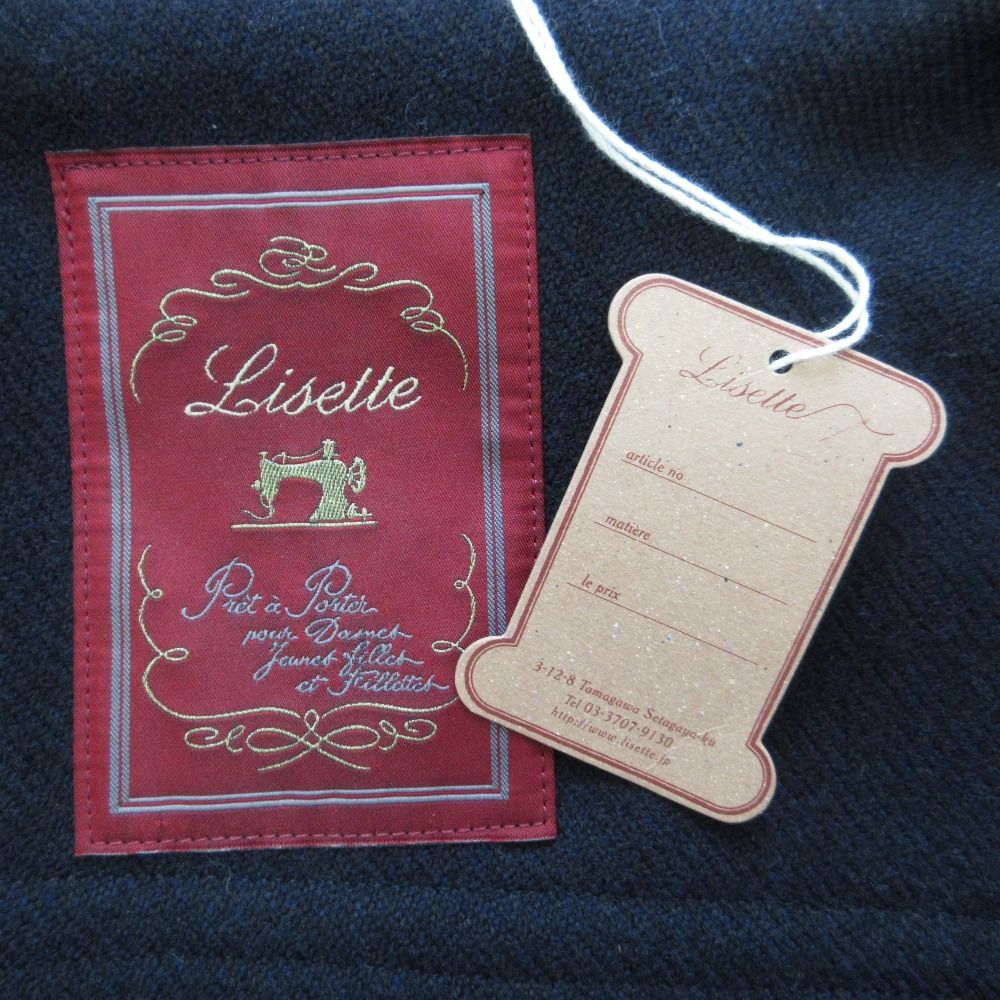 Lisette
Prêt à Porter
pour Dames
Jeunes filles
et Fillettes
Lisette
article no
matière
le prix
3-12-8 Tamagawa Setagaya-ku
Tel 03-3707-9130
http://www.lisette.jp